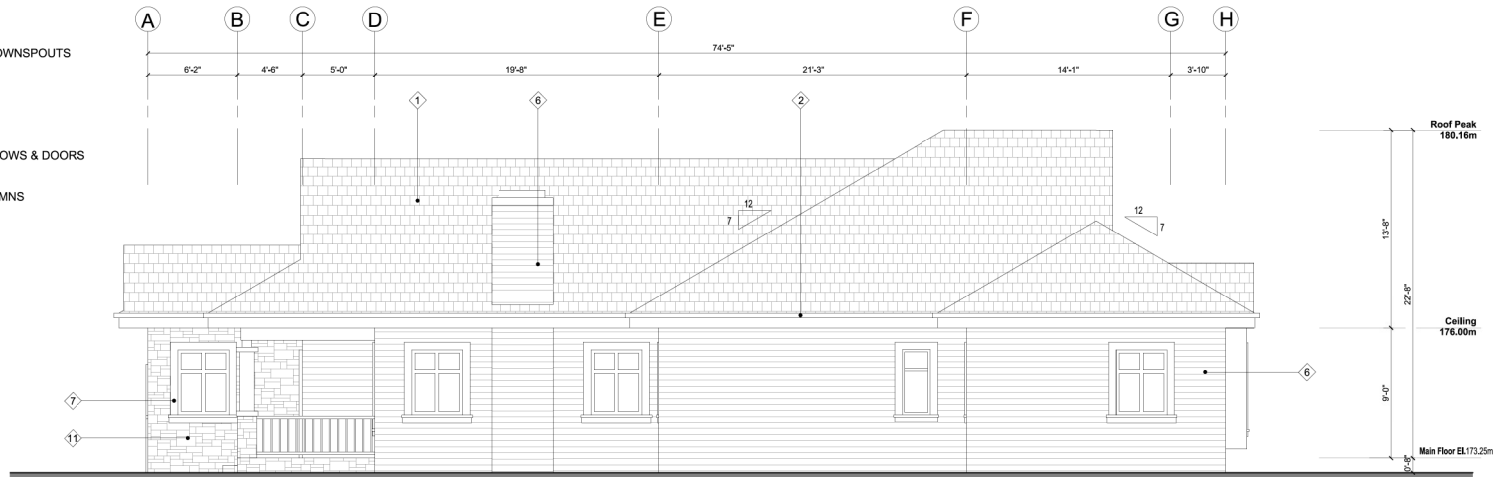 A B C D E F G H
OWNSPOUTS
74'-5"
6'-2" 4'-6" 5'-0" 19'-8" 21'-3" 14'-1" 3'-10"
1 6 2
Roof Peak
180.16m
OWS & DOORS
MNS
12
7
12
7
13'-8"
22'-8"
Ceiling
176.00m
6
7
9'-0"
11
Main Floor El.173.25m
0'-8"